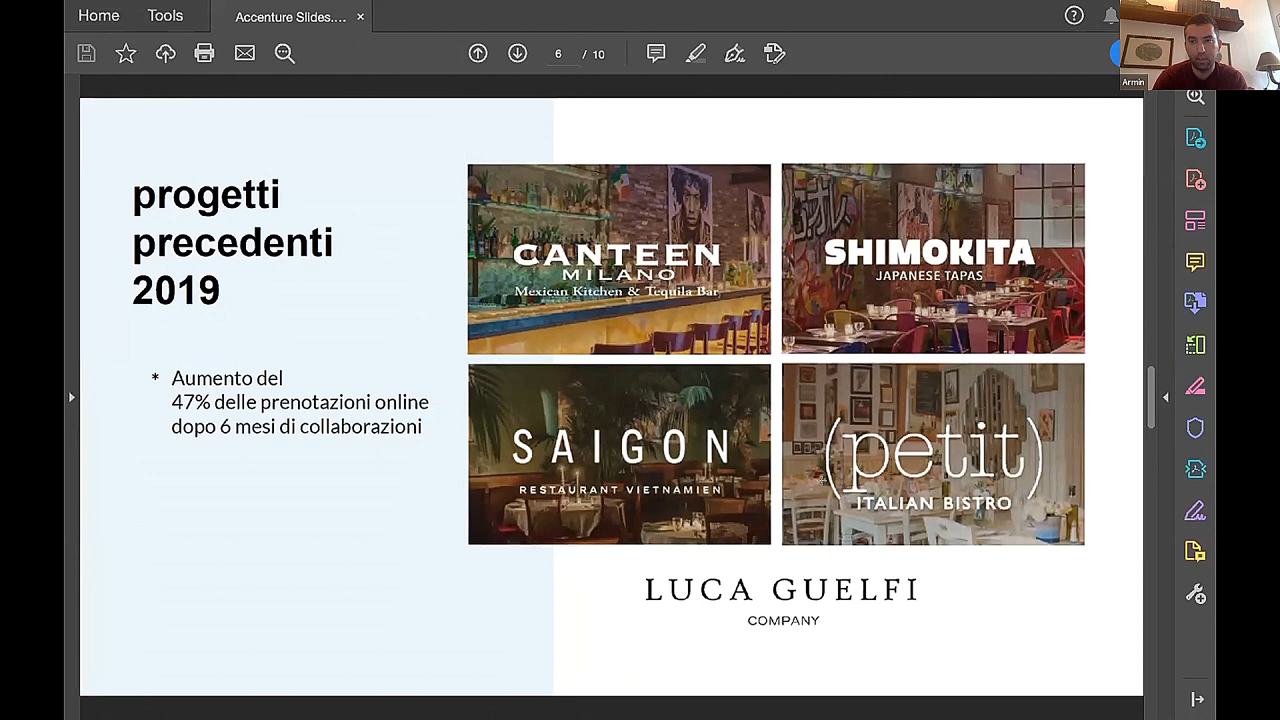 Home
Tools
Accenture Slides....
6 / 10
Armin
progetti
precedenti
2019
* Aumento del
47% delle prenotazioni online
dopo 6 mesi di collaborazioni
CANTEEN
MILANO
Mexican Kitchen & Tequila Bar
SHIMOKITA
JAPANESE TAPAS
SAIGON
RESTAURANT VIETNAMIEN
(petit)
ITALIAN BISTRO
LUCA GUELFI
COMPANY